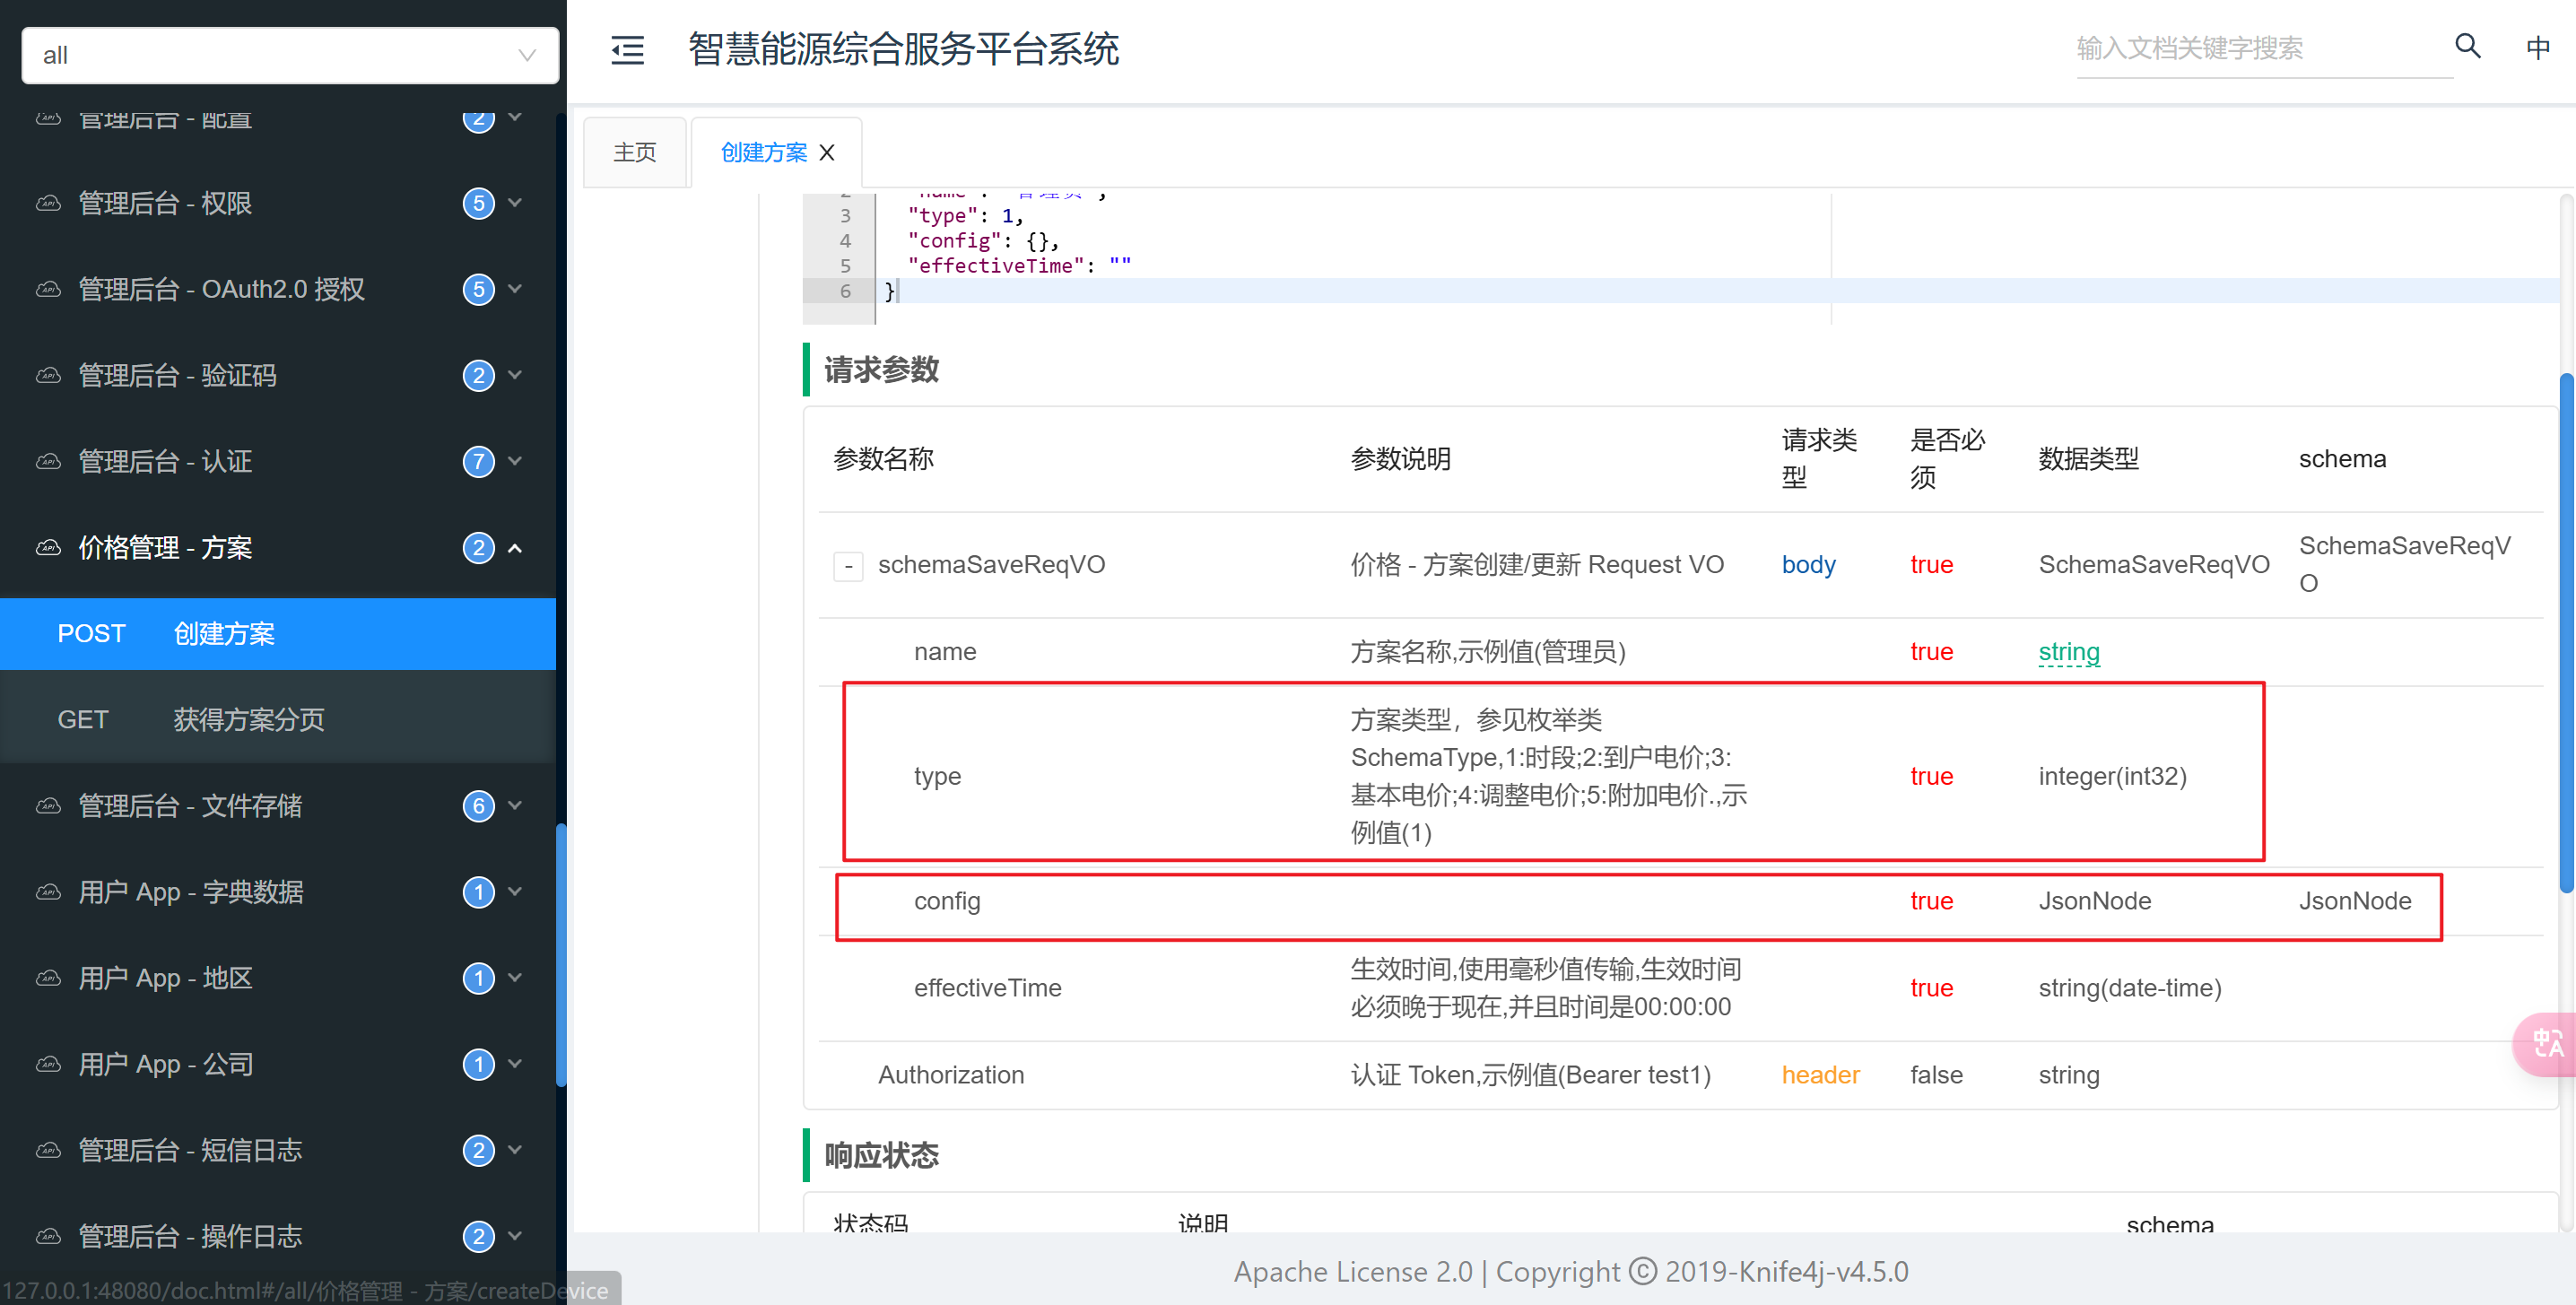 all
智慧能源综合服务平台系统
输入文档关键字搜索
中
管理后台 - 配置
2
管理后台 - 权限
5
管理后台 - OAuth2.0 授权
5
管理后台 - 验证码
2
管理后台 - 认证
7
价格管理 - 方案
2
POST 创建方案
GET 获得方案分页
管理后台 - 文件存储
6
用户 App - 字典数据
1
用户 App - 地区
1
用户 App - 公司
1
管理后台 - 短信日志
2
管理后台 - 操作日志
2
127.0.0.1:48080/doc.html#/all/价格管理 - 方案/createDevice
主页
创建方案 X
2 "name": "管理员",
3 "type": 1,
4 "config": {},
5 "effectiveTime": ""
6 }
请求参数
参数名称 参数说明 请求类型 是否必须 数据类型 schema
- schemaSaveReqVO 价格 - 方案创建/更新 Request VO body true SchemaSaveReqVO SchemaSaveReqV
O
name 方案名称,示例值(管理员) true string
方案类型，参见枚举类
SchemaType,1:时段;2:到户电价;3:
type true integer(int32)
基本电价;4:调整电价;5:附加电价.,示
例值(1)
config true JsonNode JsonNode
生效时间,使用毫秒值传输,生效时间
effectiveTime true string(date-time)
必须晚于现在,并且时间是00:00:00
Authorization 认证 Token,示例值(Bearer test1) header false string
响应状态
状态码 说明 schema
Apache License 2.0 | Copyright © 2019-Knife4j-v4.5.0